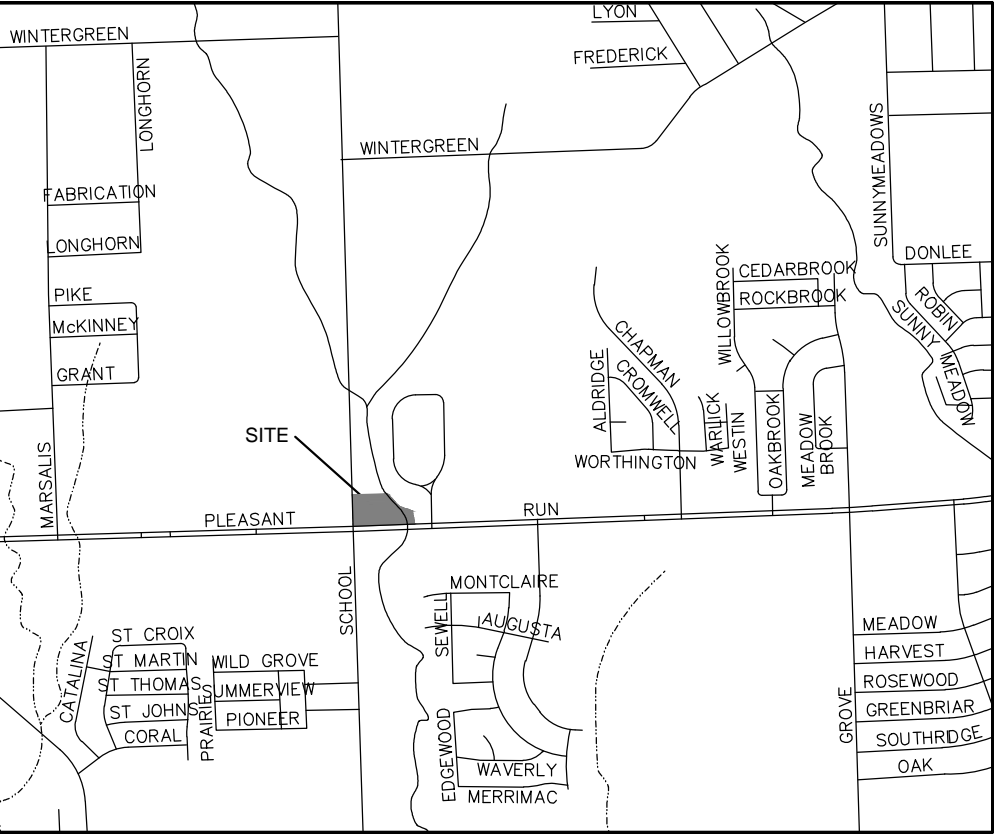 LYON
WINTERGREEN
FREDERICK
LONGHORN
SUNNYMEADOWS
WINTERGREEN
FABRICATION
LONGHORN
DONLEE
WILLOWBROOK
CEDARBROOK
PIKE
ROCKBROOK
ROBIN
McKINNEY
SUNNY MEADOW
CHAPMAN
GRANT
ALDRIDGE
CROMWELL
WARLICK
WESTIN
OAKBROOK
MEADOW
BROOK
SITE
MARSALIS
WORTHINGTON
PLEASANT
RUN
SCHOOL
MONTCLAIRE
SEWELL
AUGUSTA
MEADOW
ST CROIX
CATALINA
HARVEST
ST MARTIN
WILD GROVE
ROSEWOOD
ST THOMAS
SUMMERVIEW
PRAIRIE
GROVE
GREENBRIAR
ST JOHNS
PIONEER
CORAL
SOUTHRIDGE
EDGEWOOD
OAK
WAVERLY
MERRIMAC